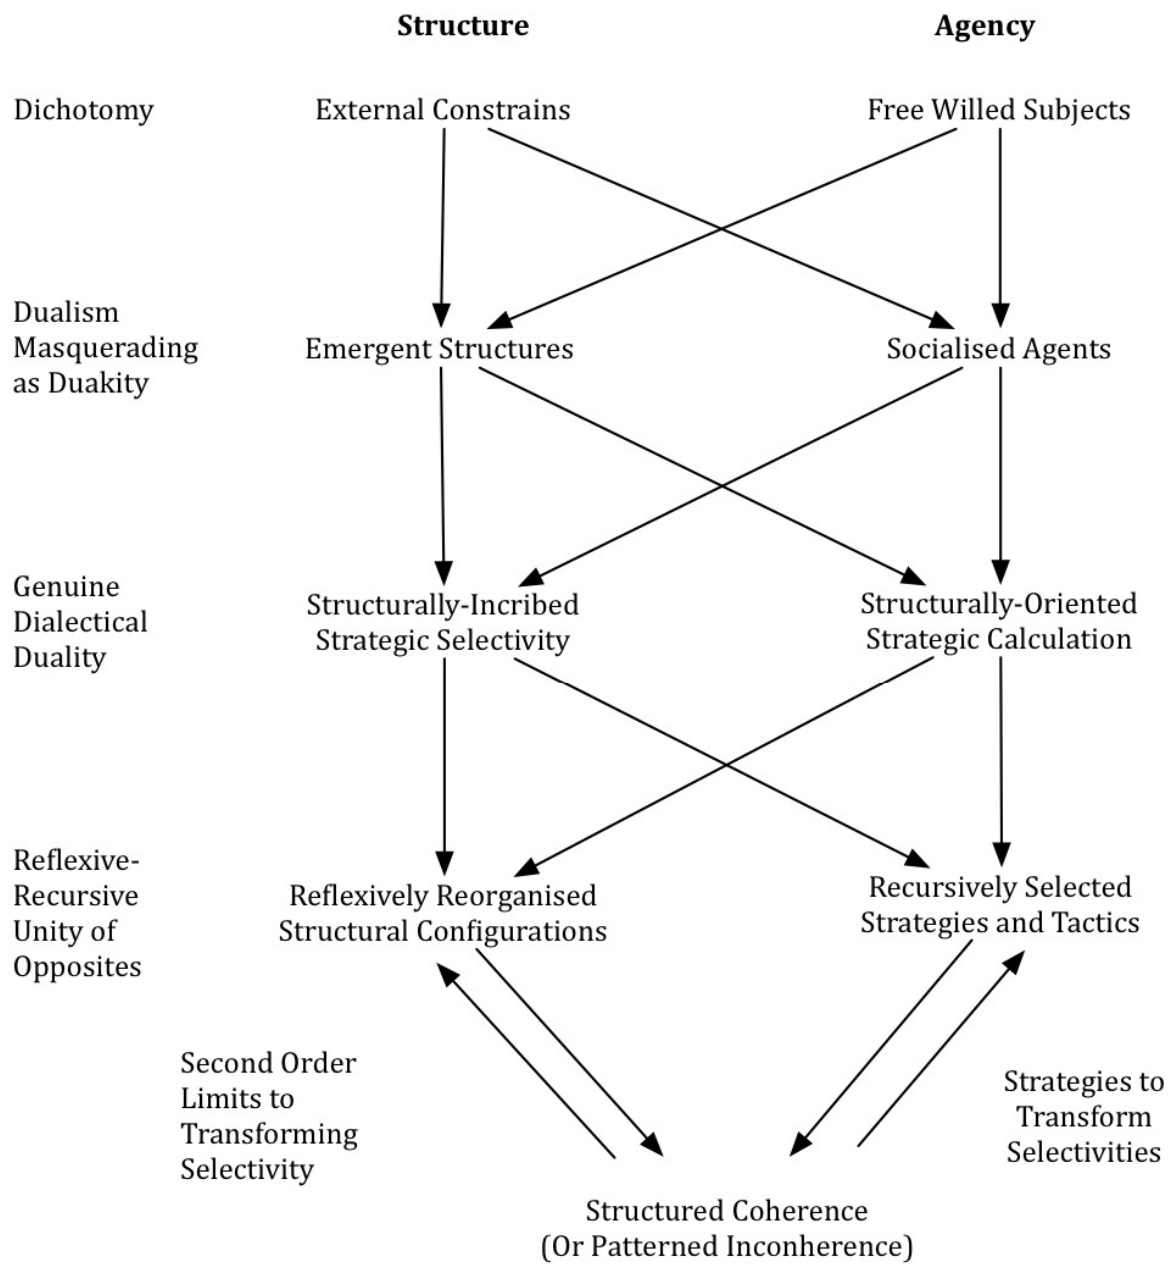 Structure
Agency
Dichotomy
External Constrains
Free Willed Subjects
Dualism
Masquerading
as Duakity
Emergent Structures
Socialised Agents
Genuine
Dialectical
Duality
Structurally-Incribed
Strategic Selectivity
Structurally-Oriented
Strategic Calculation
Reflexive-
Recursive
Unity of
Opposites
Reflexively Reorganised
Structural Configurations
Recursively Selected
Strategies and Tactics
Second Order
Limits to
Transforming
Selectivity
Strategies to
Transform
Selectivities
Structured Coherence
(Or Patterned Inconherence)